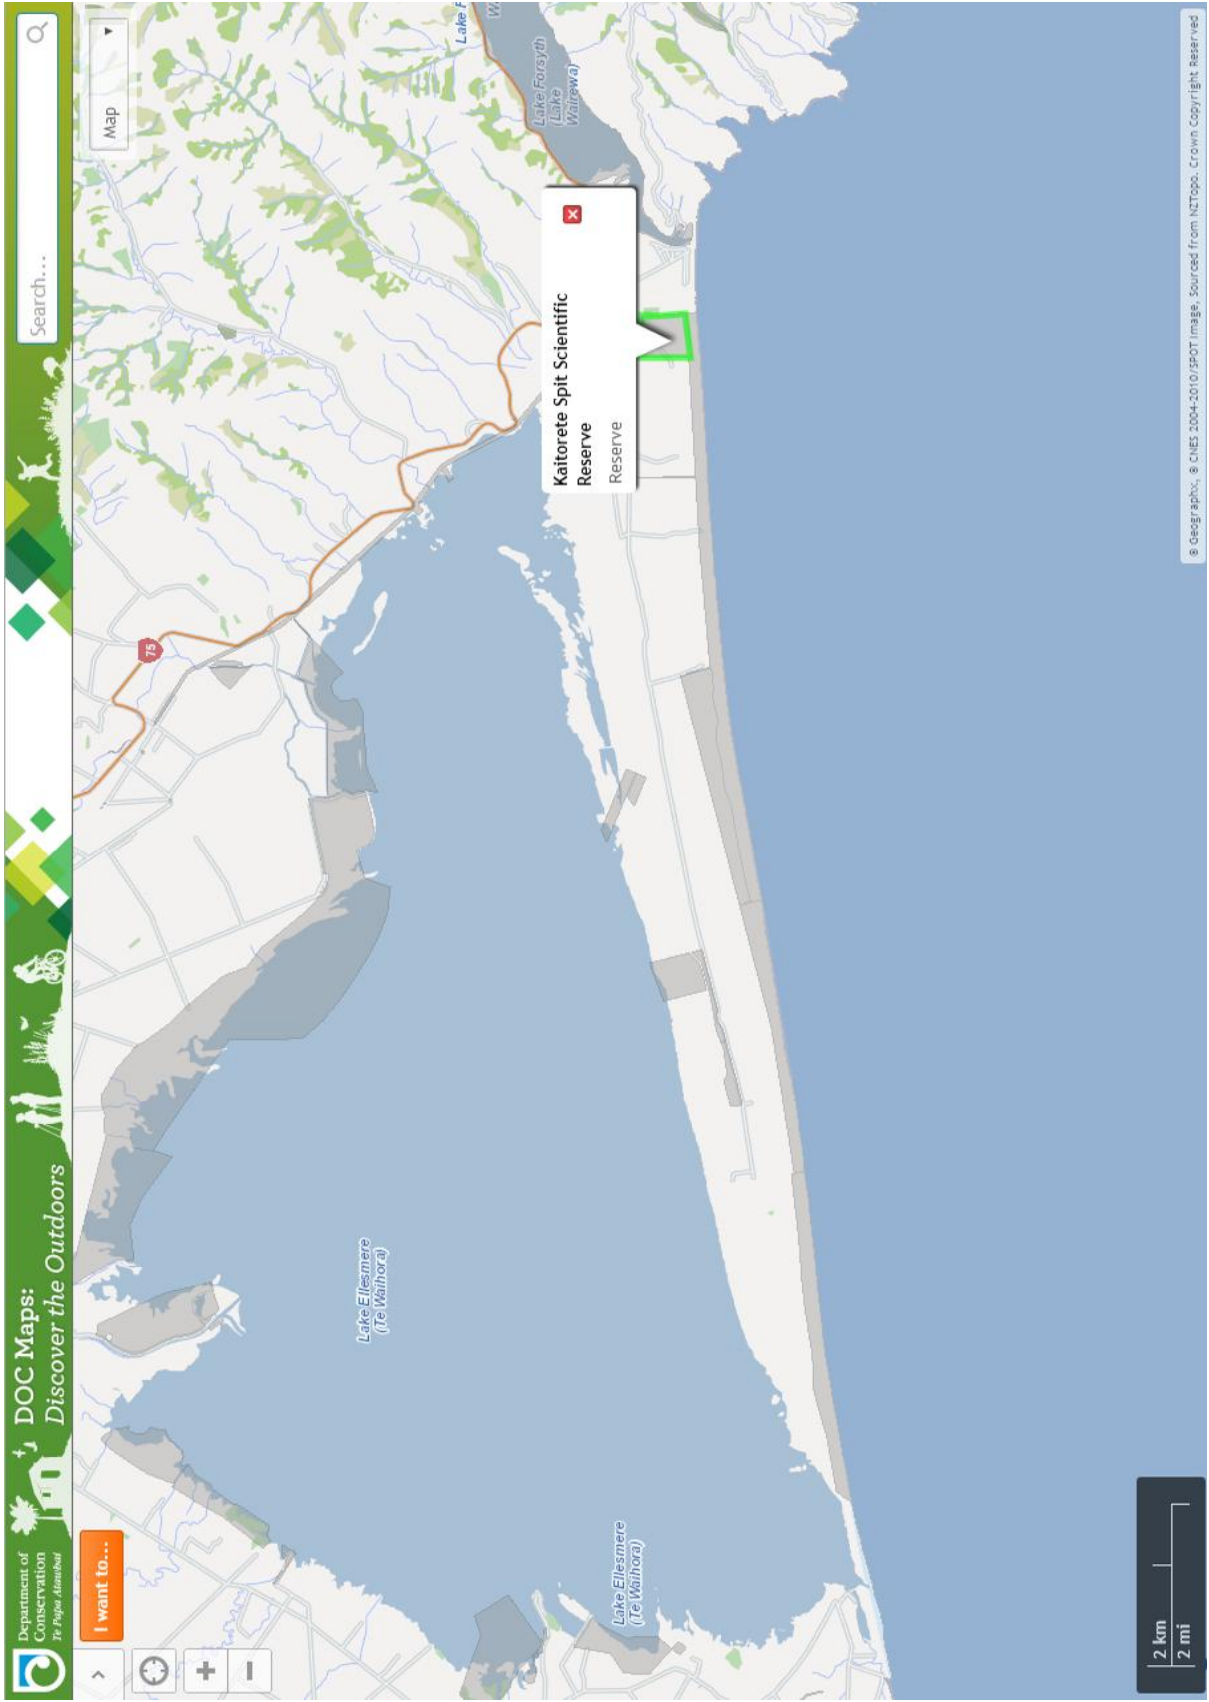 Department of
Conservation
Te Papa Atawhai
DOC Maps:
Discover the Outdoors
Search...
I want to...
Map
75
Lake F
Lake Forsyth
(Lake
Wairewa)
Kaitorete Spit Scientific
Reserve
Reserve
Lake Ellesmere
(Te Waihora)
Lake Ellesmere
(Te Waihora)
2 km
2 mi
© Geographx, © CNES 2004-2010/SPOT Image, Sourced from NZTopo. Crown Copyright Reserved